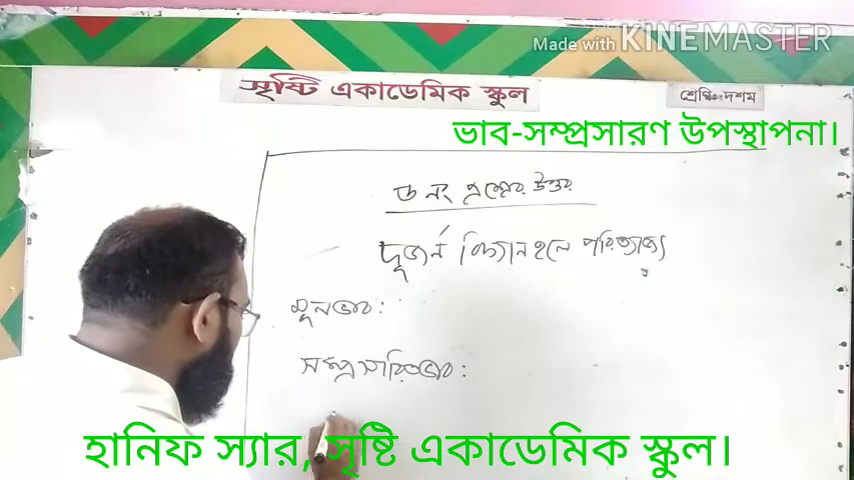 Made with KINEMASTER
সৃষ্টি একাডেমিক স্কুল
শ্রেণিঃ-দশম
ভাব-সম্প্রসারণ উপস্থাপনা।
ড নং প্রশ্নের উত্তর
দূর্জন বিদ্যান হলে পরিত্যাজ্য
মূলভাব:
সম্প্রসারিতভাব:
হানিফ স্যার, সৃষ্টি একাডেমিক স্কুল।